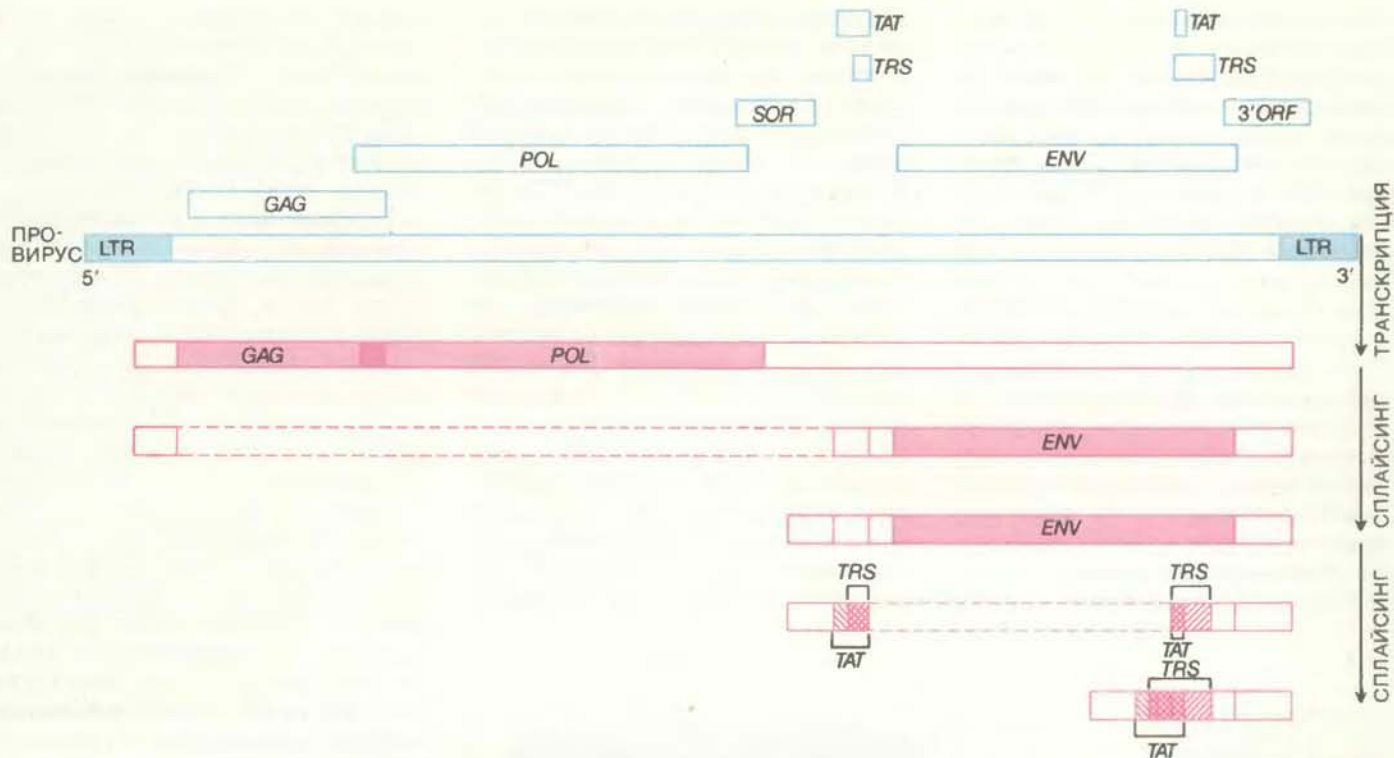 TAT TAT
TRS TRS
SOR 3'ORF
POL ENV
GAG
ПРО-
ВИРУС LTR LTR
5' 3'
ТРАНСКРИПЦИЯ
GAG POL
СПЛАЙСИНГ
ENV
ENV
СПЛАЙСИНГ
TRS TRS
TAT TAT
TRS
TAT